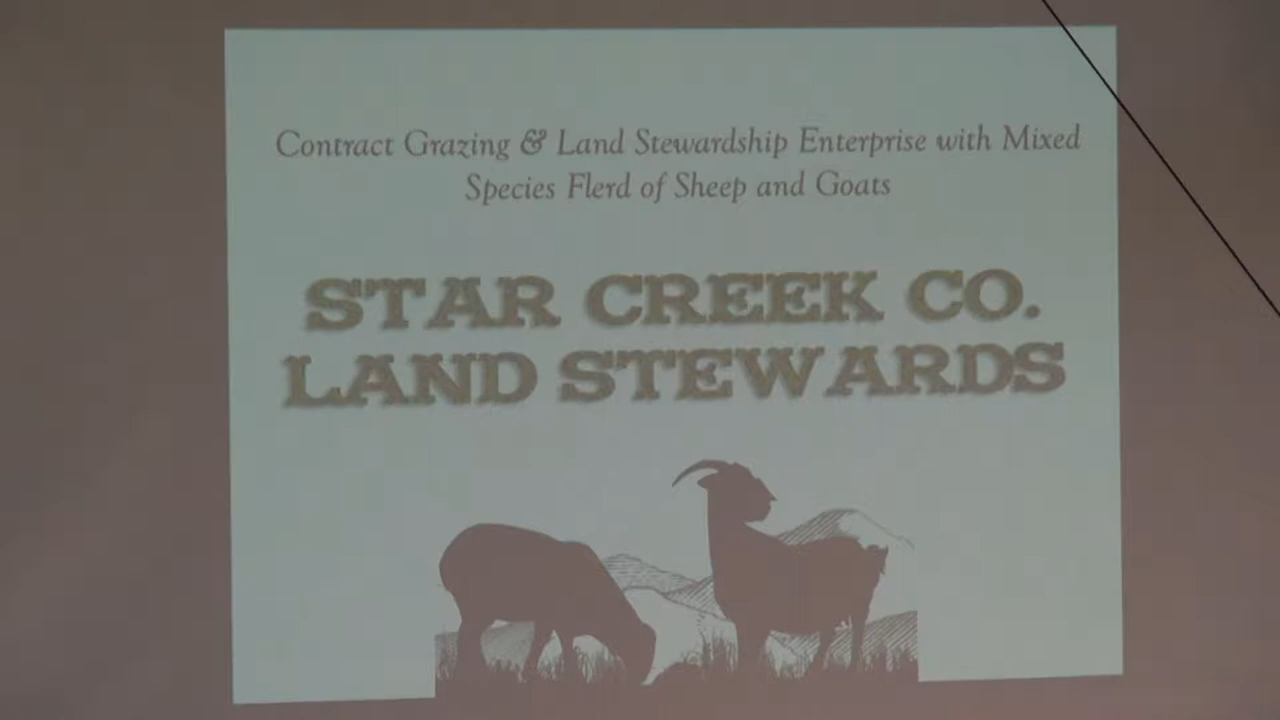 Contract Grazing & Land Stewardship Enterprise with Mixed
Species Flerd of Sheep and Goats
STAR CREEK CO.
LAND STEWARDS